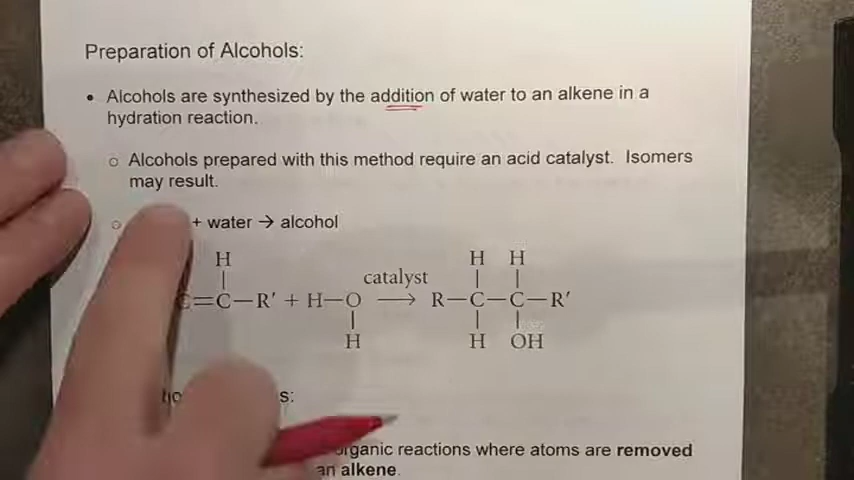 Preparation of Alcohols:
• Alcohols are synthesized by the addition of water to an alkene in a
hydration reaction.
o Alcohols prepared with this method require an acid catalyst. Isomers
may result.
o + water → alcohol
H H H
catalyst
C=C—R′ + H—O → R—C—C—R′
H H OH
s:
organic reactions where atoms are removed
an alkene.